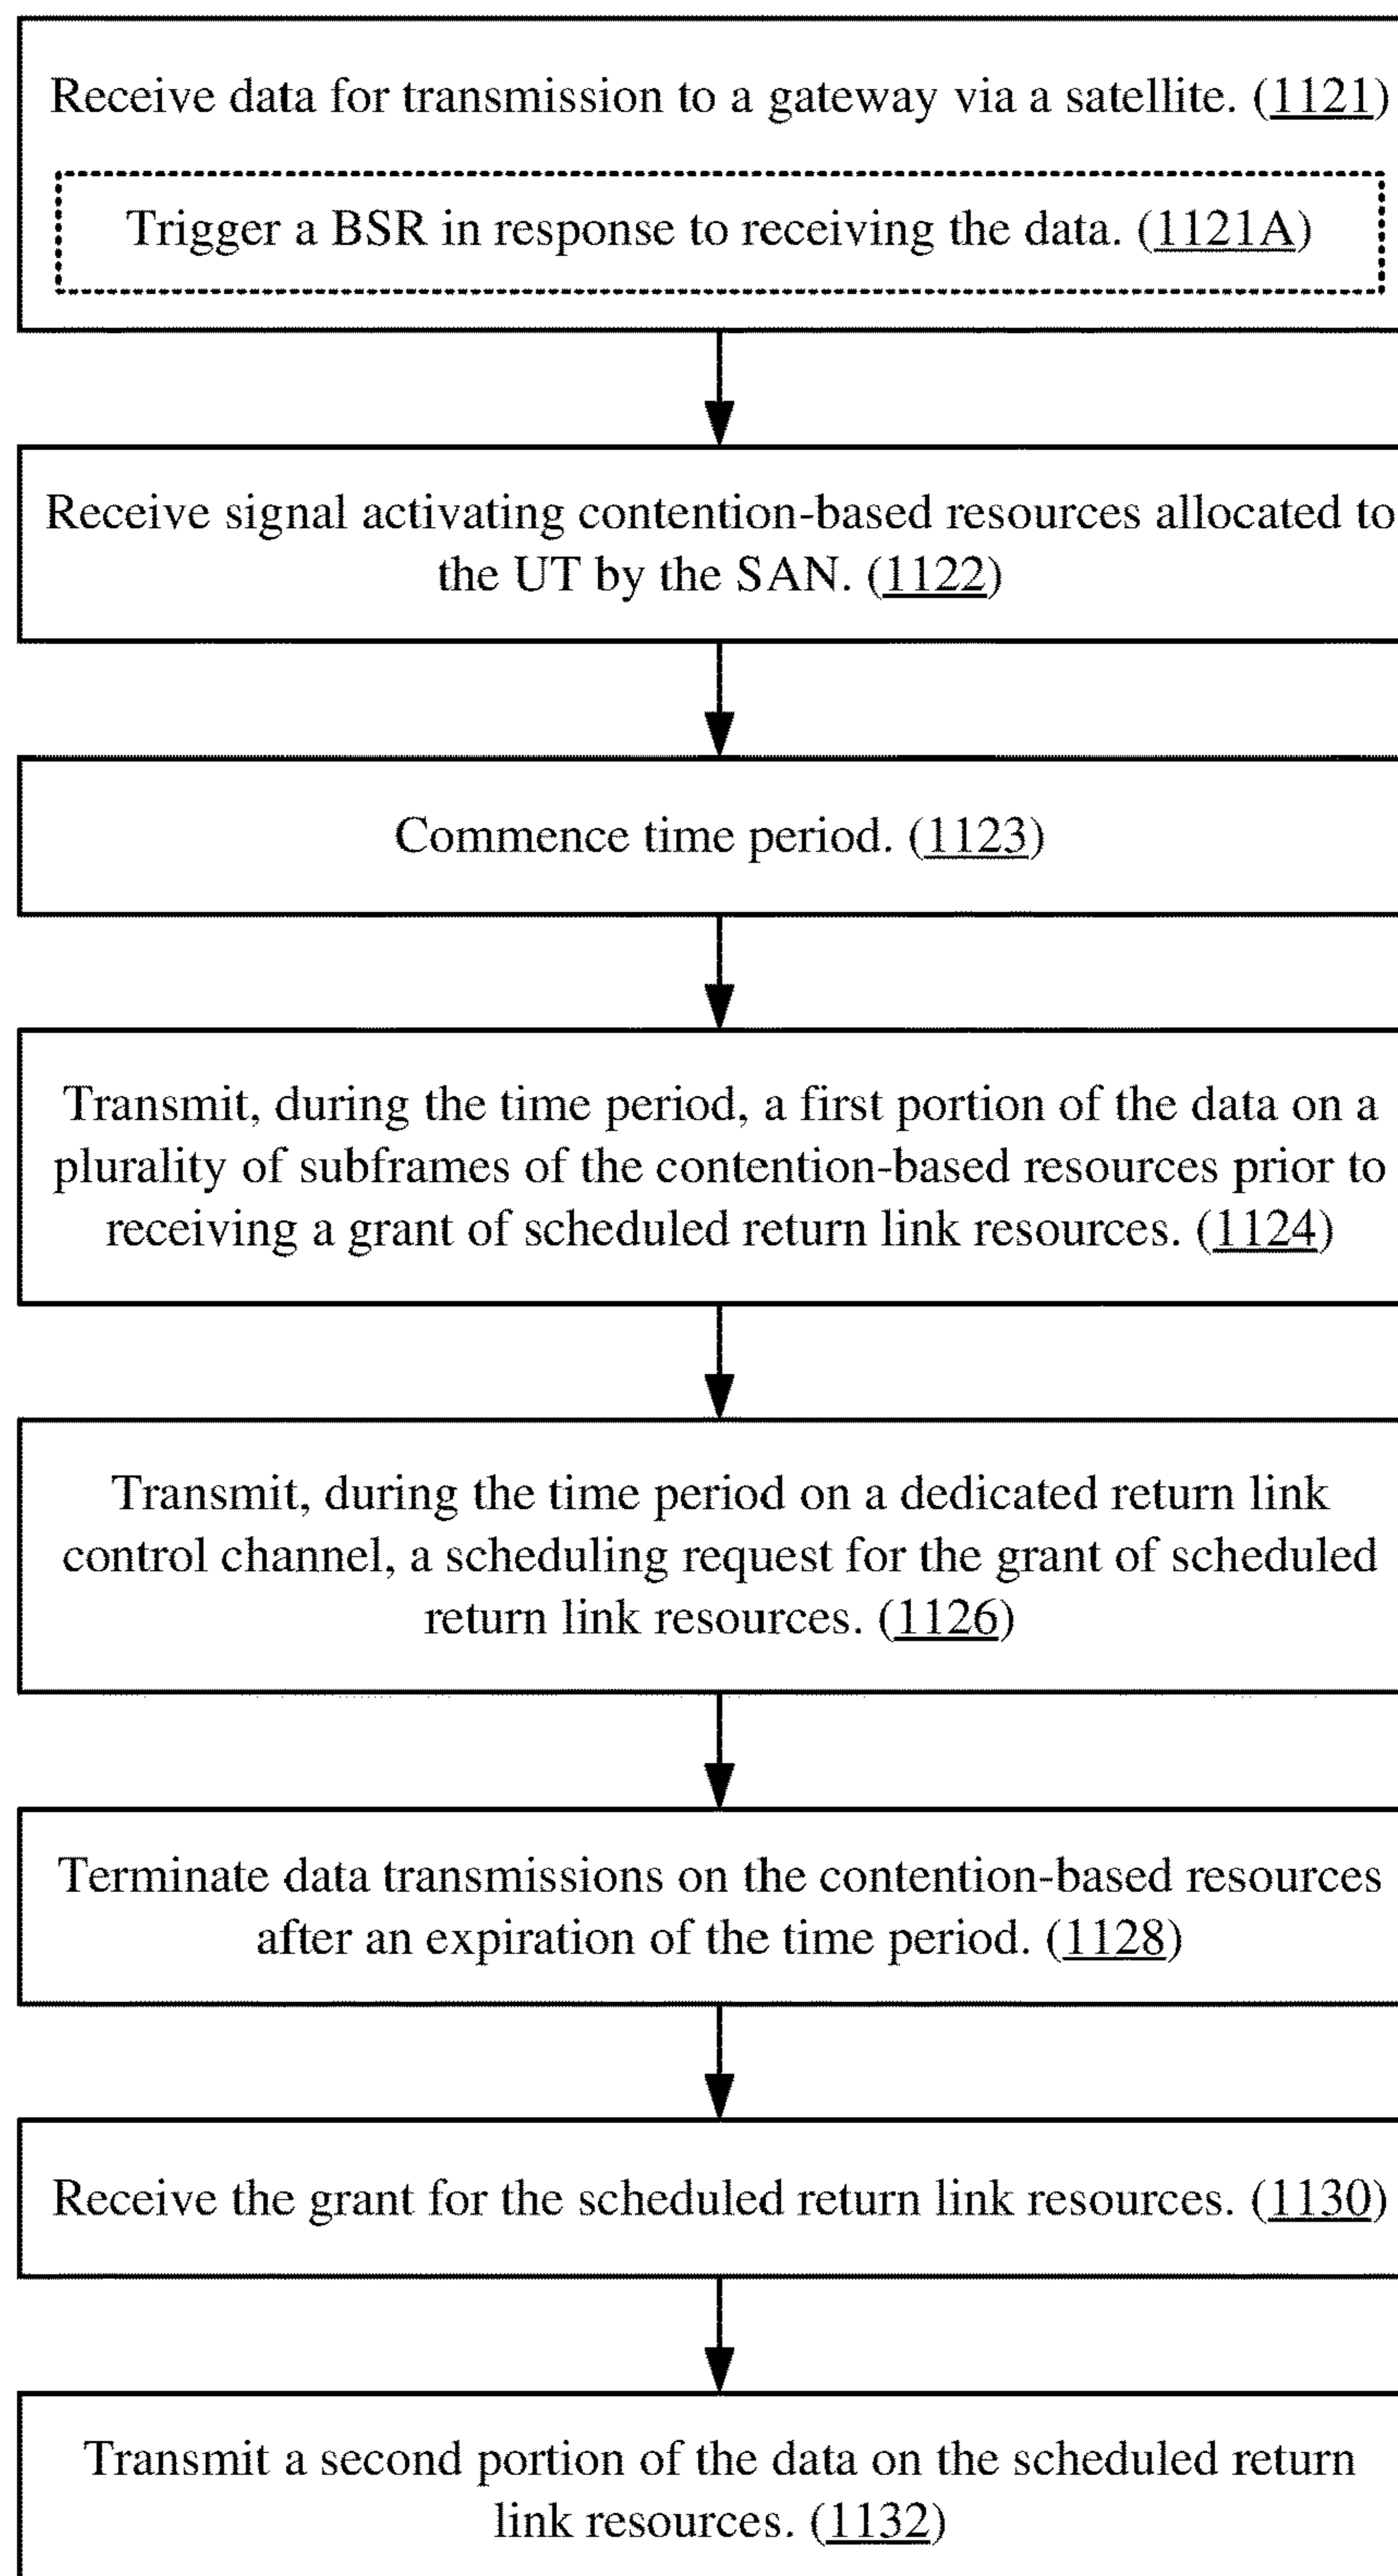 Receive data for transmission to a gateway via a satellite. (1121)
Trigger a BSR in response to receiving the data. (1121A)
Receive signal activating contention-based resources allocated to
the UT by the SAN. (1122)
Commence time period. (1123)
Transmit, during the time period, a first portion of the data on a
plurality of subframes of the contention-based resources prior to
receiving a grant of scheduled return link resources. (1124)
Transmit, during the time period on a dedicated return link
control channel, a scheduling request for the grant of scheduled
return link resources. (1126)
Terminate data transmissions on the contention-based resources
after an expiration of the time period. (1128)
Receive the grant for the scheduled return link resources. (1130)
Transmit a second portion of the data on the scheduled return
link resources. (1132)